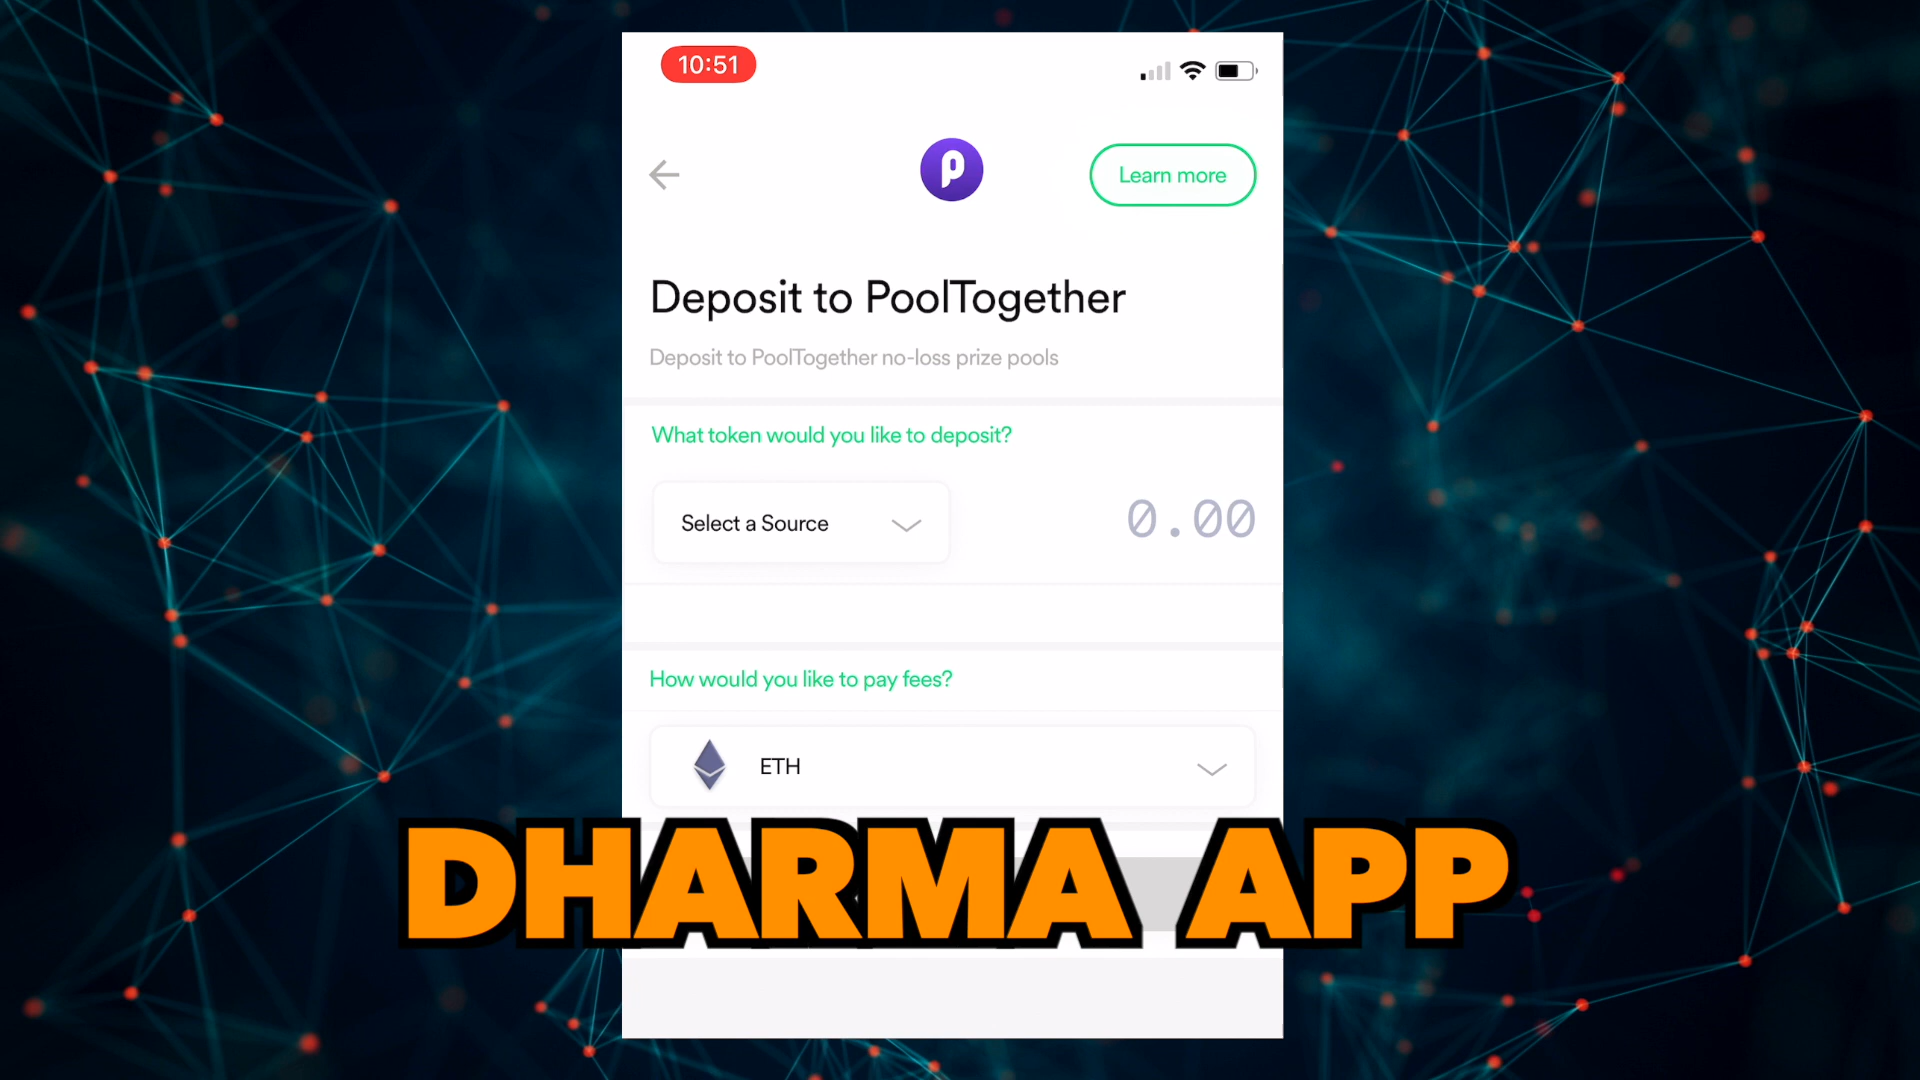 10:51
Learn more
Deposit to PoolTogether
Deposit to PoolTogether no-loss prize pools
What token would you like to deposit?
Select a Source
0.00
How would you like to pay fees?
ETH
DHARMA APP